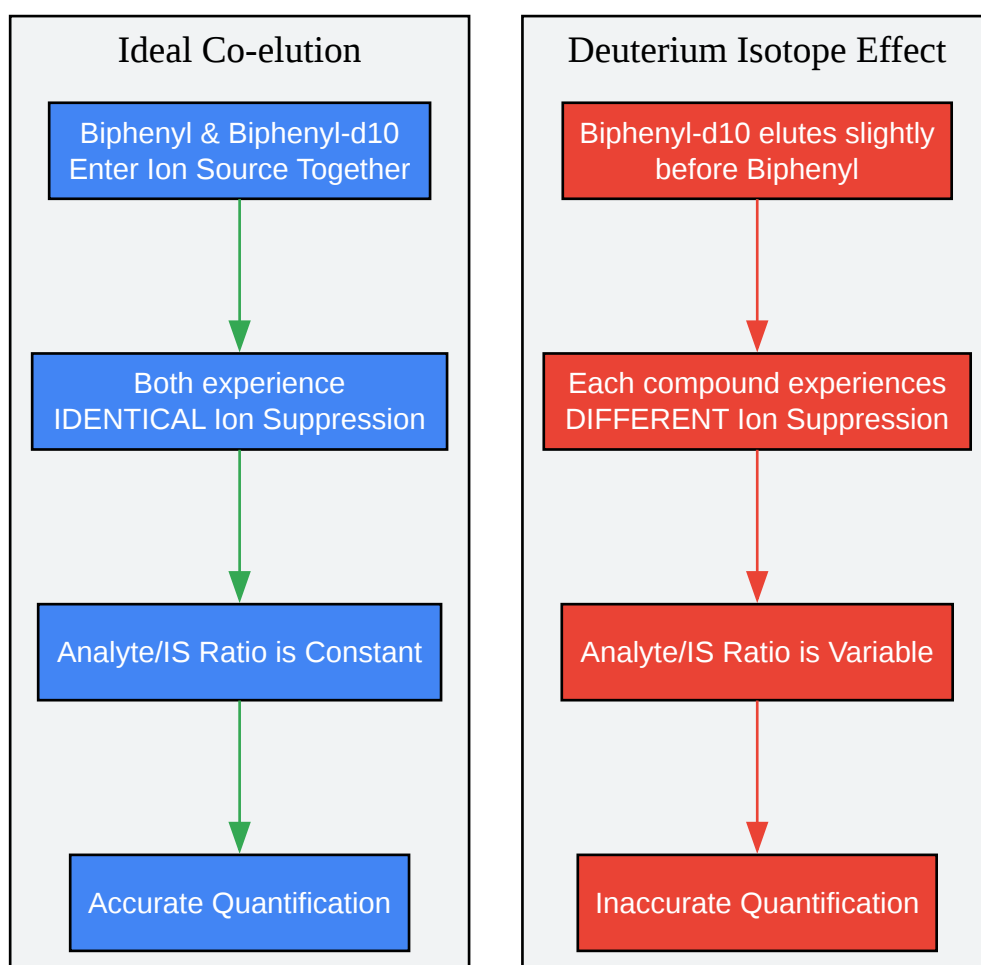 Ideal Co-elution
Biphenyl & Biphenyl-d10
Enter Ion Source Together
Both experience
IDENTICAL Ion Suppression
Analyte/IS Ratio is Constant
Accurate Quantification
Deuterium Isotope Effect
Biphenyl-d10 elutes slightly
before Biphenyl
Each compound experiences
DIFFERENT Ion Suppression
Analyte/IS Ratio is Variable
Inaccurate Quantification